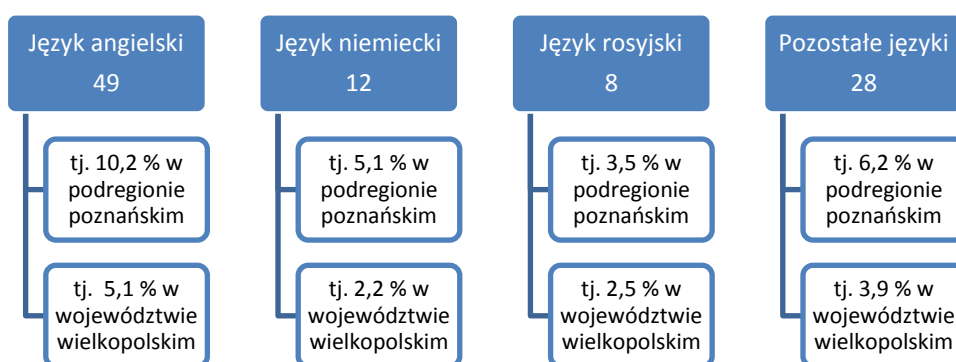 Język angielski
49
tj. 10,2 % w
podregionie
poznańskim
tj. 5,1 % w
województwie
wielkopolskim
Język niemiecki
12
tj. 5,1 % w
podregionie
poznańskim
tj. 2,2 % w
województwie
wielkopolskim
Język rosyjski
8
tj. 3,5 % w
podregionie
poznańskim
tj. 2,5 % w
województwie
wielkopolskim
Pozostałe języki
28
tj. 6,2 % w
podregionie
poznańskim
tj. 3,9 % w
województwie
wielkopolskim